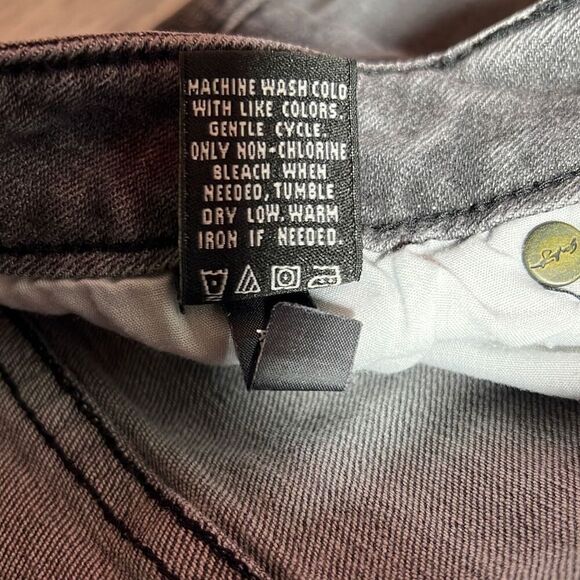 MACHINE WASH COLD
WITH LIKE COLORS.
GENTLE CYCLE.
ONLY NON-CHLORINE
BLEACH WHEN
NEEDED, TUMBLE
DRY LOW. WARM
IRON IF NEEDED.